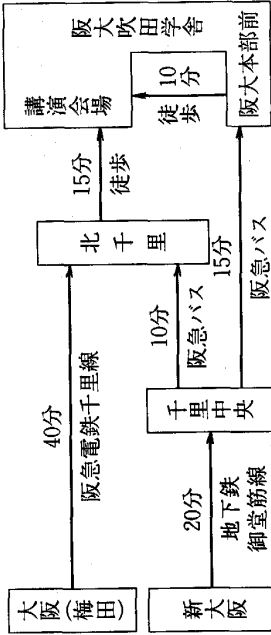 大阪
(梅田)
40分
阪急電鉄千里線
北千里
15分
徒歩
講演会場
阪大吹田学舎
新大阪
20分
地下鉄
御堂筋線
千里中央
10分
阪急バス
15分
阪急バス
阪大本部前
10分
徒歩